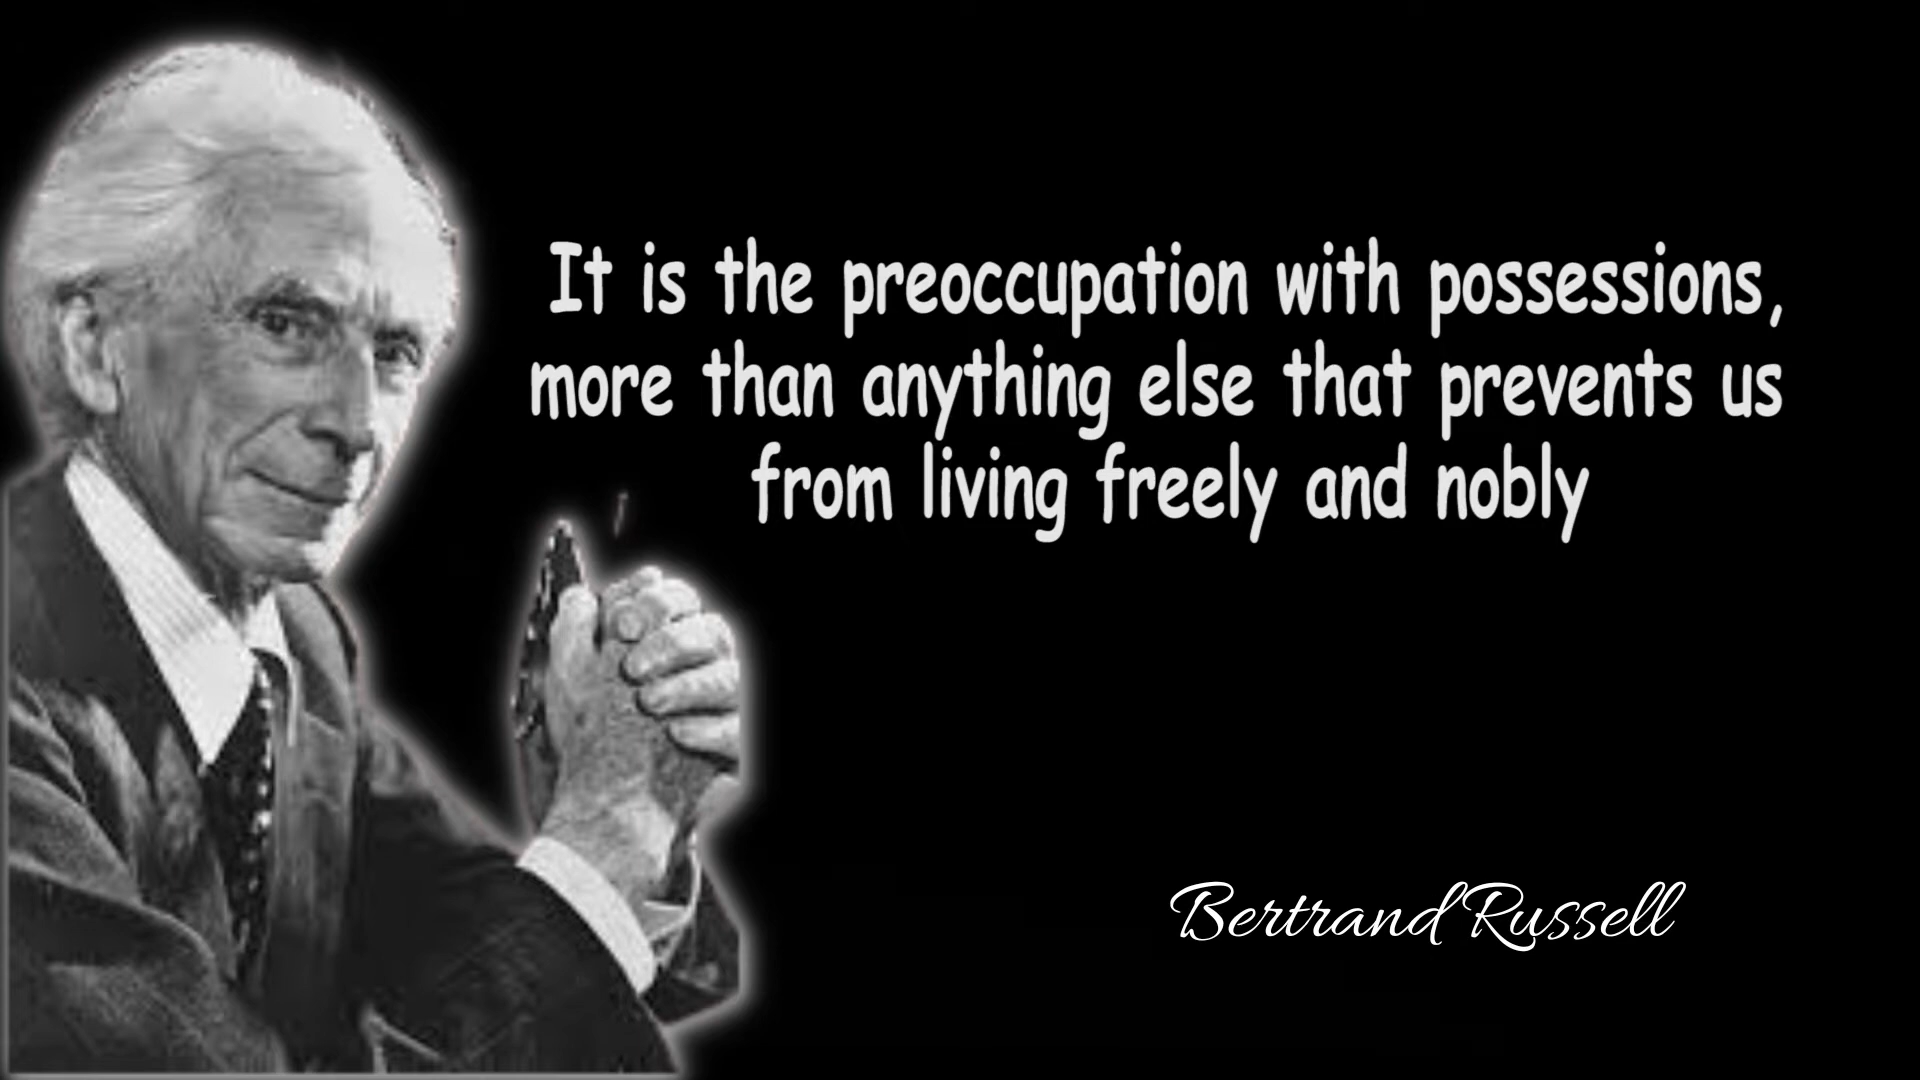 It is the preoccupation with possessions,
more than anything else that prevents us
from living freely and nobly
Bertrand Russell